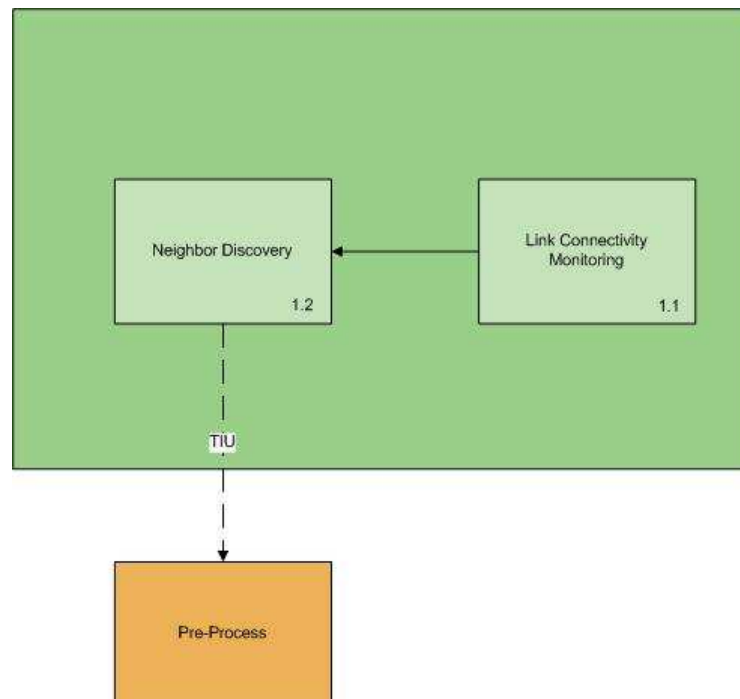 Neighbor Discovery
1.2
Link Connectivity
Monitoring
1.1
TIU
Pre-Process